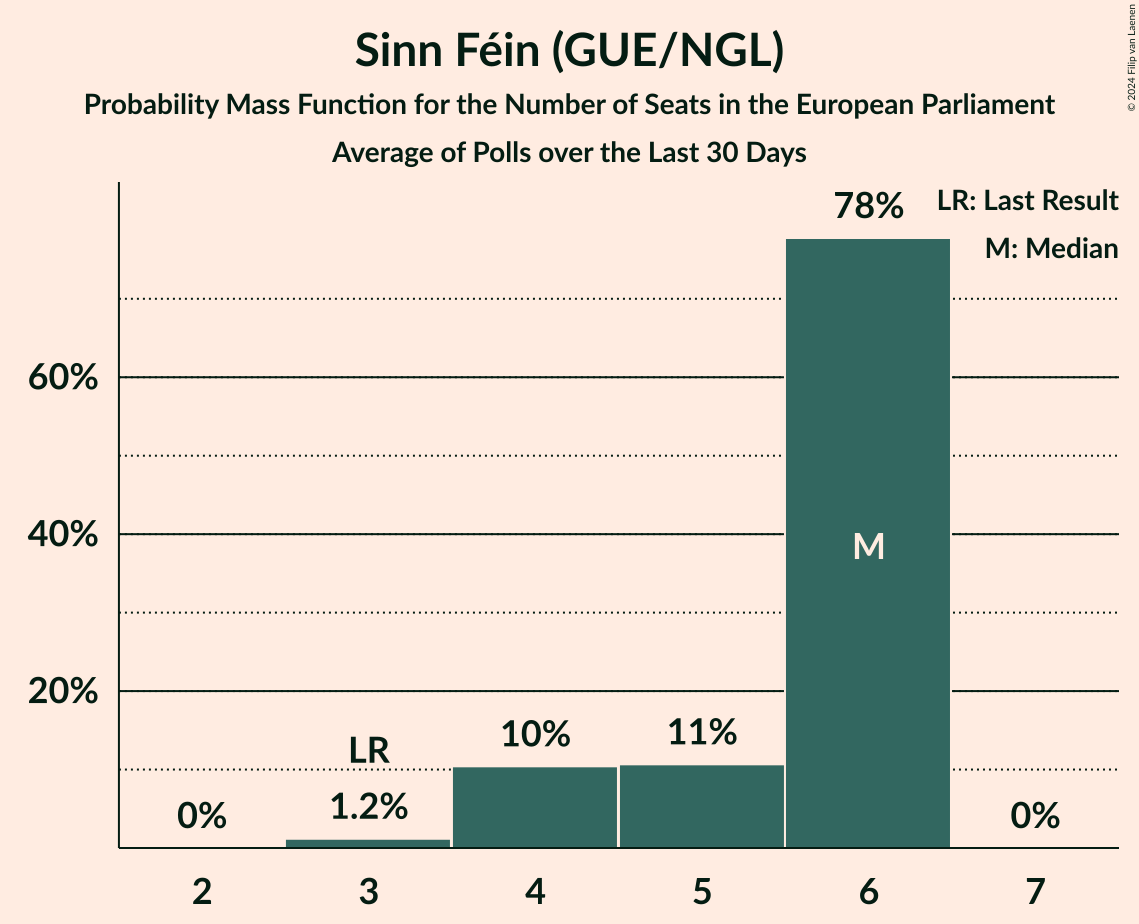 Sinn Féin (GUE/NGL)
Probability Mass Function for the Number of Seats in the European Parliament
Average of Polls over the Last 30 Days
© 2024 Filip van Laenen
LR: Last Result
M: Median
78%
60%
40%
M
20%
LR
10%
11%
0%
1.2%
0%
2 3 4 5 6 7